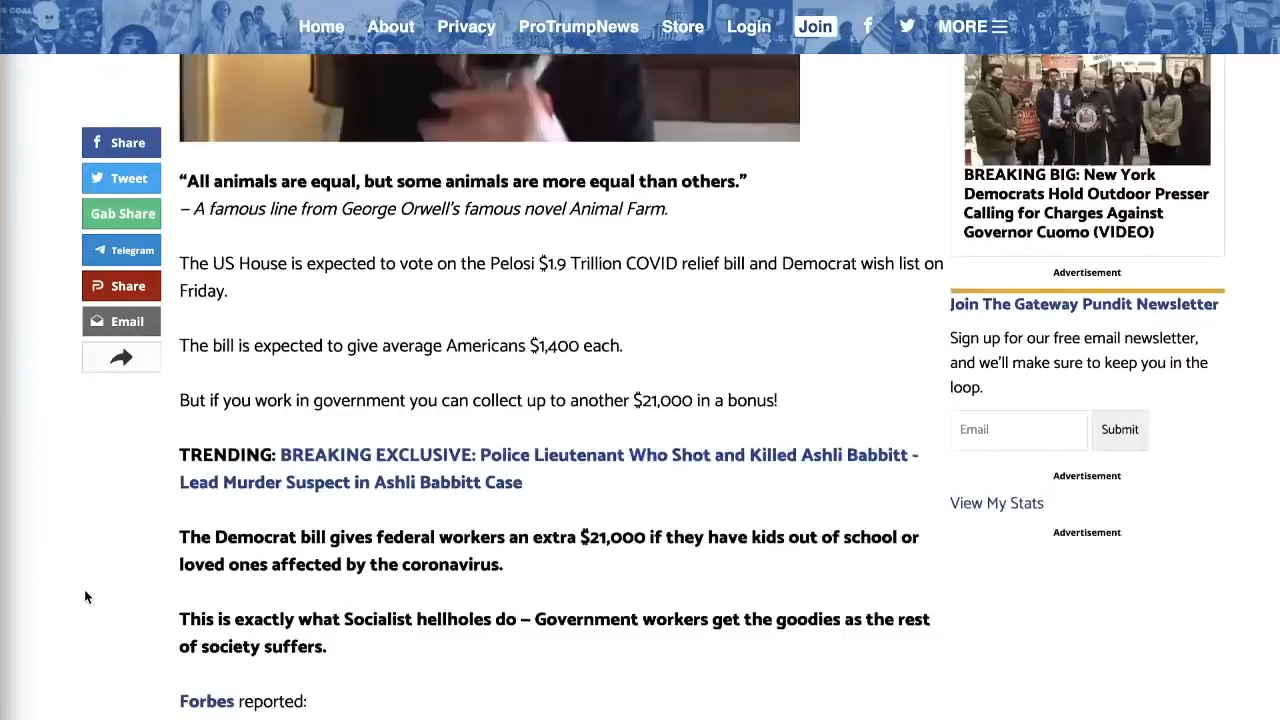 Home About Privacy ProTrumpNews Store Login Join MORE
Share
Tweet
Gab Share
Telegram
Share
Email
“All animals are equal, but some animals are more equal than others.”
– A famous line from George Orwell’s famous novel Animal Farm.
The US House is expected to vote on the Pelosi $1.9 Trillion COVID relief bill and Democrat wish list on
Friday.
The bill is expected to give average Americans $1,400 each.
But if you work in government you can collect up to another $21,000 in a bonus!
TRENDING: BREAKING EXCLUSIVE: Police Lieutenant Who Shot and Killed Ashli Babbitt -
Lead Murder Suspect in Ashli Babbitt Case
The Democrat bill gives federal workers an extra $21,000 if they have kids out of school or
loved ones affected by the coronavirus.
This is exactly what Socialist hellholes do – Government workers get the goodies as the rest
of society suffers.
Forbes reported:
BREAKING BIG: New York
Democrats Hold Outdoor Presser
Calling for Charges Against
Governor Cuomo (VIDEO)
Advertisement
Join The Gateway Pundit Newsletter
Sign up for our free email newsletter,
and we’ll make sure to keep you in the
loop.
Email Submit
Advertisement
View My Stats
Advertisement